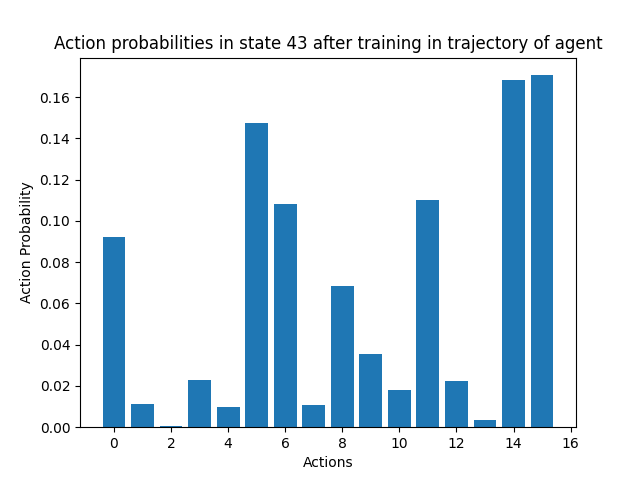 Action probabilities in state 43 after training in trajectory of agent
Action Probability
0.16
0.14
0.12
0.10
0.08
0.06
0.04
0.02
0.00
0 2 4 6 8 10 12 14 16
Actions